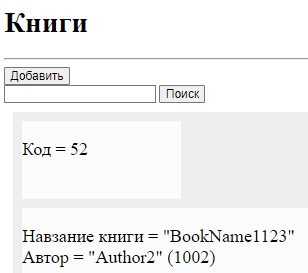 Книги
Добавить
Поиск
Код = 52
Навзание книги = "BookName1123"
Автор = "Author2" (1002)